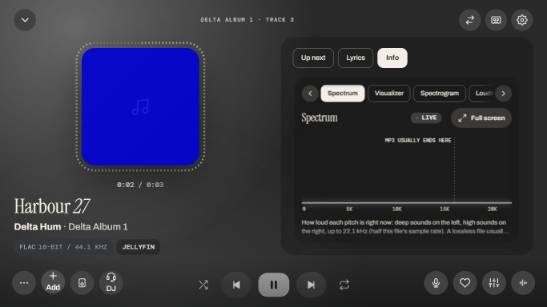 DELTA ALBUM 1 · TRACK 3
Up next Lyrics Info
Spectrum Visualizer Spectrogram
Spectrum LIVE Full screen
MP3 USUALLY ENDS HERE
0 5K 10K 15K 20K
How loud each pitch is right now: deep sounds on the left, high sounds on
the right, up to 22.1 kHz (half this file's sample rate). A lossless file usuall...
0:02 / 0:03
Harbour 27
Delta Hum · Delta Album 1
FLAC 16-BIT / 44.1 KHZ JELLYFIN
Add DJ